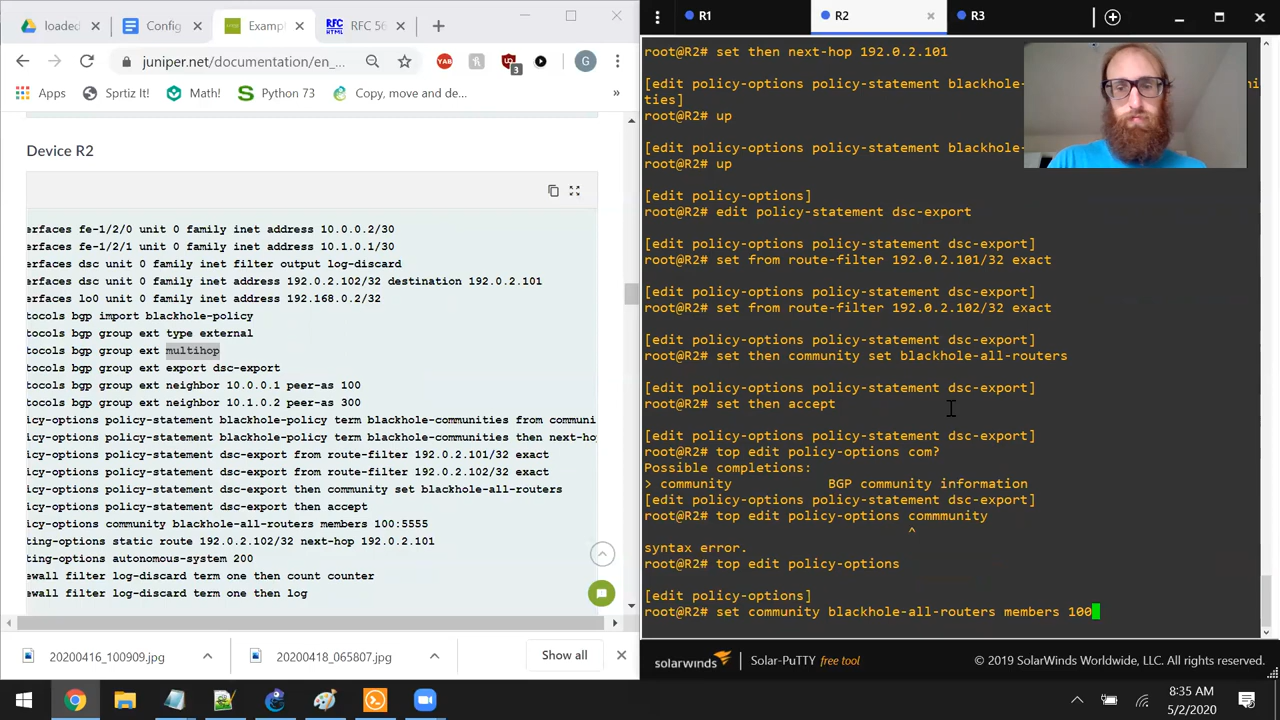 loaded
Config
Exampl
RFC HTML
RFC 56
juniper.net/documentation/en_...
YAB
3
G
Apps
Sprtiz It!
Math!
Python 73
Copy, move and de...
»
Device R2
erfaces fe-1/2/0 unit 0 family inet address 10.0.0.2/30
erfaces fe-1/2/1 unit 0 family inet address 10.1.0.1/30
erfaces dsc unit 0 family inet filter output log-discard
erfaces dsc unit 0 family inet address 192.0.2.102/32 destination 192.0.2.101
erfaces lo0 unit 0 family inet address 192.168.0.2/32
tocols bgp import blackhole-policy
tocols bgp group ext type external
tocols bgp group ext multihop
tocols bgp group ext export dsc-export
tocols bgp group ext neighbor 10.0.0.1 peer-as 100
tocols bgp group ext neighbor 10.1.0.2 peer-as 300
icy-options policy-statement blackhole-policy term blackhole-communities from communi
icy-options policy-statement blackhole-policy term blackhole-communities then next-ho
icy-options policy-statement dsc-export from route-filter 192.0.2.101/32 exact
icy-options policy-statement dsc-export from route-filter 192.0.2.102/32 exact
icy-options policy-statement dsc-export then community set blackhole-all-routers
icy-options policy-statement dsc-export then accept
icy-options community blackhole-all-routers members 100:5555
ting-options static route 192.0.2.102/32 next-hop 192.0.2.101
ting-options autonomous-system 200
ewall filter log-discard term one then count counter
ewall filter log-discard term one then log
20200416_100909.jpg
20200418_065807.jpg
Show all
R1
R2
R3
root@R2# set then next-hop 192.0.2.101
[edit policy-options policy-statement blackhole-
ni
ties]
root@R2# up
[edit policy-options policy-statement blackhole-
root@R2# up
[edit policy-options]
root@R2# edit policy-statement dsc-export
[edit policy-options policy-statement dsc-export]
root@R2# set from route-filter 192.0.2.101/32 exact
[edit policy-options policy-statement dsc-export]
root@R2# set from route-filter 192.0.2.102/32 exact
[edit policy-options policy-statement dsc-export]
root@R2# set then community set blackhole-all-routers
[edit policy-options policy-statement dsc-export]
root@R2# set then accept
[edit policy-options policy-statement dsc-export]
root@R2# top edit policy-options com?
Possible completions:
> community BGP community information
[edit policy-options policy-statement dsc-export]
root@R2# top edit policy-options commmunity
^
syntax error.
root@R2# top edit policy-options
[edit policy-options]
root@R2# set community blackhole-all-routers members 100
solarwinds
Solar-PuTTY free tool
© 2019 SolarWinds Worldwide, LLC. All rights reserved.
8:35 AM
5/2/2020